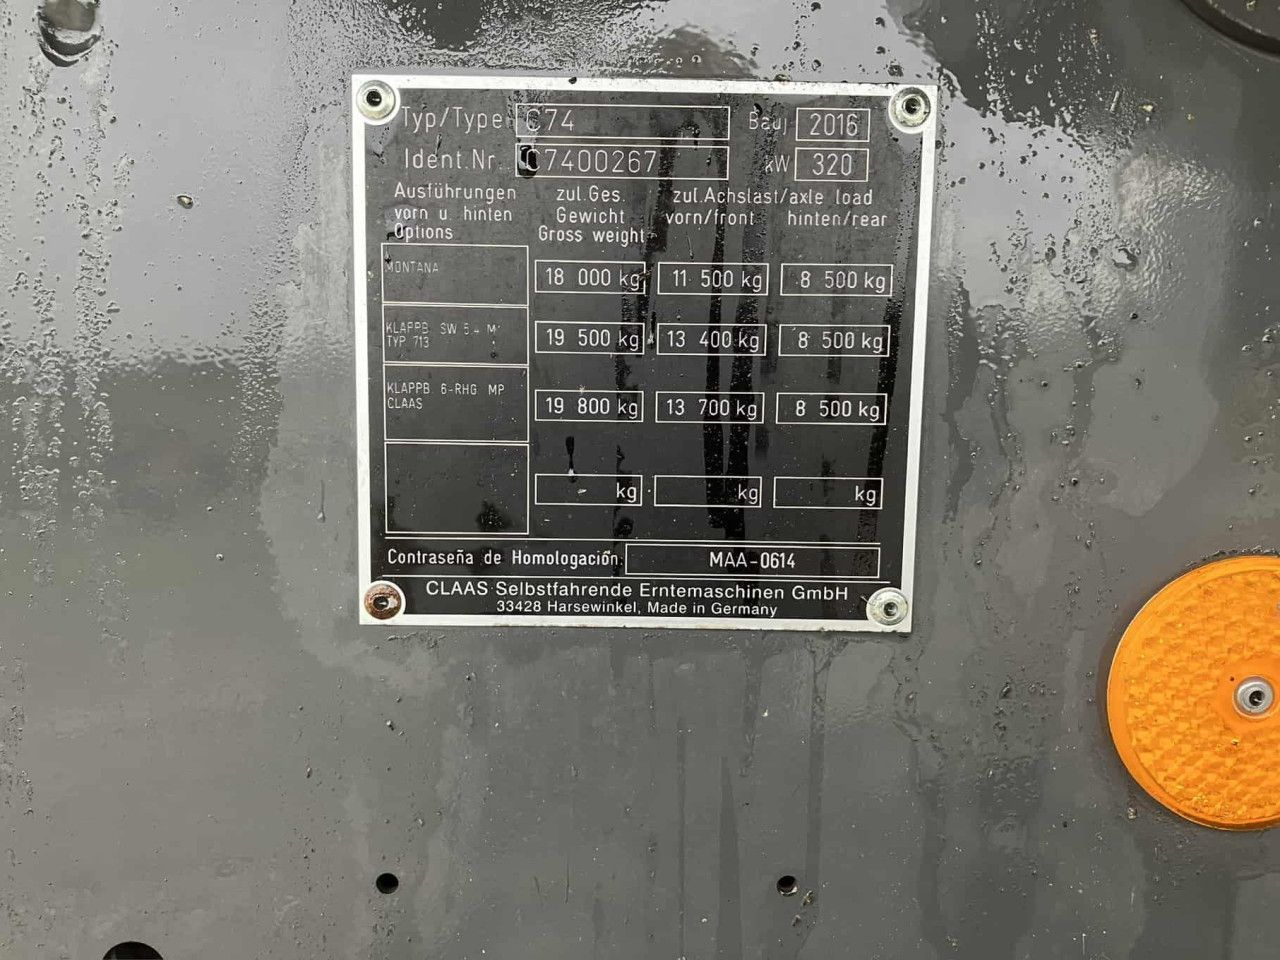 Typ/Type C74 Bauj 2016
Ident.Nr. C7400267 kW 320
Ausführungen zul.Ges. zul.Achslast/axle load
vorn u. hinten Gewicht vorn/front hinten/rear
Options Gross weight
MONTANA 18 000 kg 11 500 kg 8 500 kg
KLAPPB. SW 5.4 M 19 500 kg 13 400 kg 8 500 kg
TYP 713
KLAPPB. 6-RHG MP 19 800 kg 13 700 kg 8 500 kg
CLAAS
kg kg kg
Contraseña de Homologación: MAA-0614
CLAAS Selbstfahrende Erntemaschinen GmbH
33428 Harsewinkel, Made in Germany